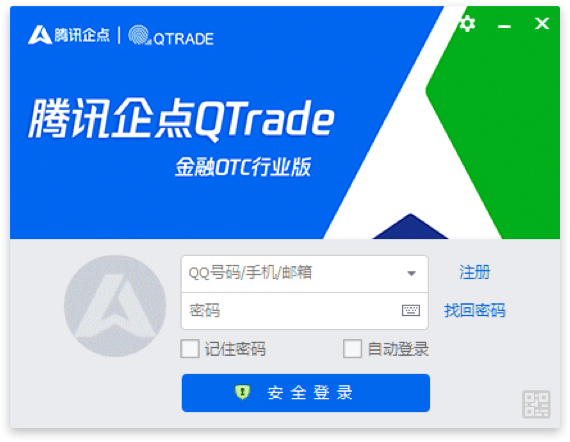 腾讯企点 | QTRADE
腾讯企点QTrade
金融OTC行业版
QQ号码/手机/邮箱
注册
密码
找回密码
记住密码
自动登录
安全登录